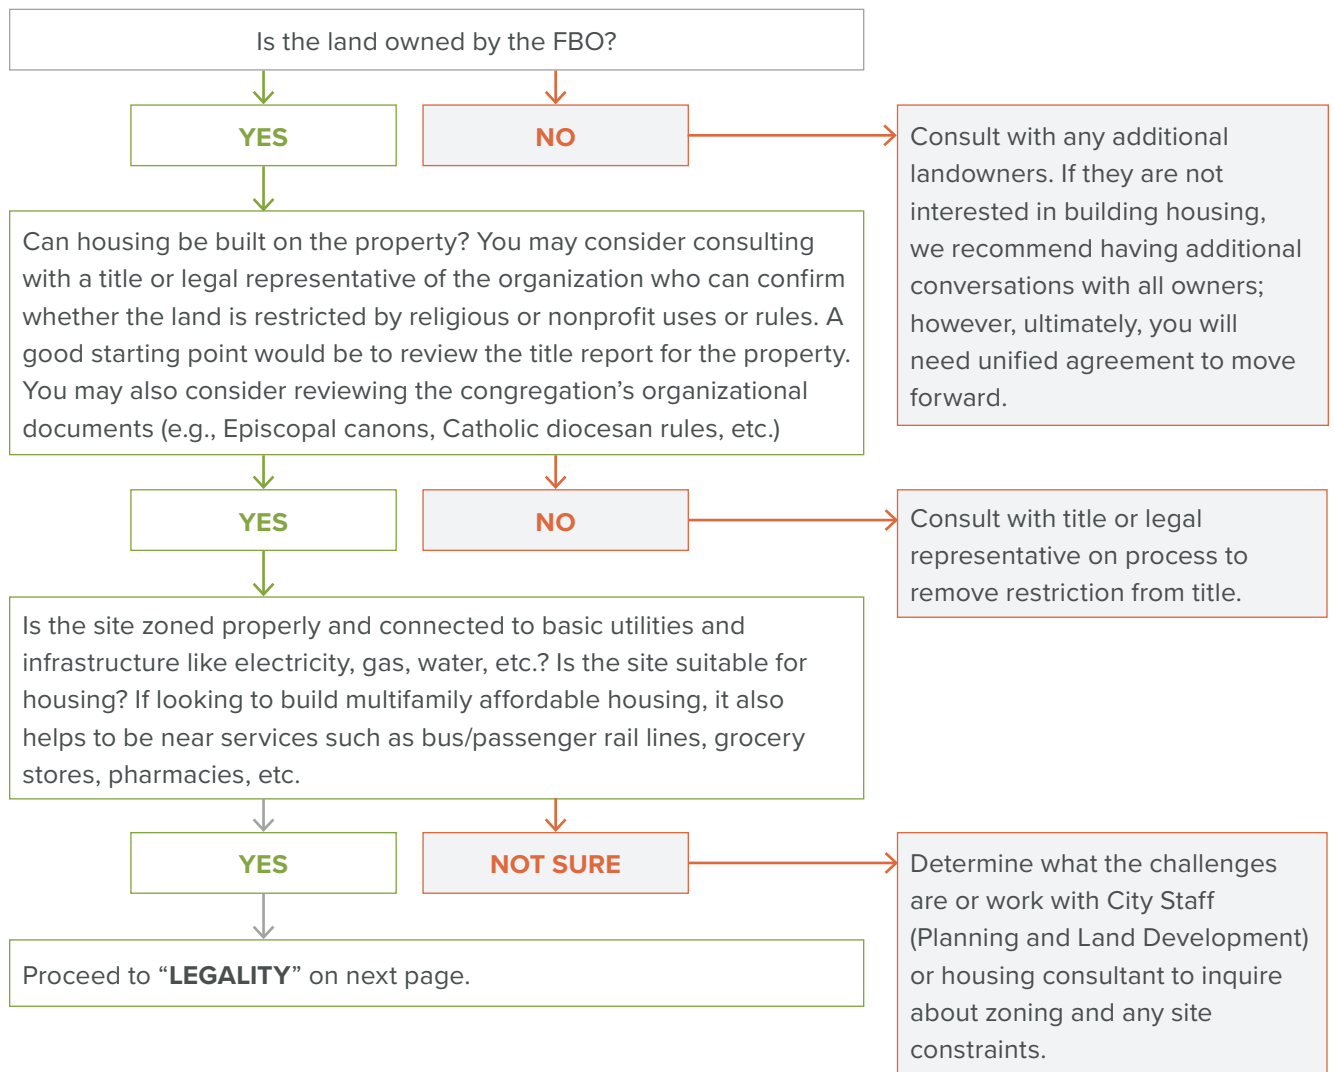 Is the land owned by the FBO?
YES
NO
Consult with any additional
landowners. If they are not
interested in building housing,
we recommend having additional
conversations with all owners;
however, ultimately, you will
need unified agreement to move
forward.
Can housing be built on the property? You may consider consulting
with a title or legal representative of the organization who can confirm
whether the land is restricted by religious or nonprofit uses or rules. A
good starting point would be to review the title report for the property.
You may also consider reviewing the congregation’s organizational
documents (e.g., Episcopal canons, Catholic diocesan rules, etc.)
YES
NO
Consult with title or legal
representative on process to
remove restriction from title.
Is the site zoned properly and connected to basic utilities and
infrastructure like electricity, gas, water, etc.? Is the site suitable for
housing? If looking to build multifamily affordable housing, it also
helps to be near services such as bus/passenger rail lines, grocery
stores, pharmacies, etc.
YES
NOT SURE
Determine what the challenges
are or work with City Staff
(Planning and Land Development)
or housing consultant to inquire
about zoning and any site
constraints.
Proceed to “LEGALITY” on next page.